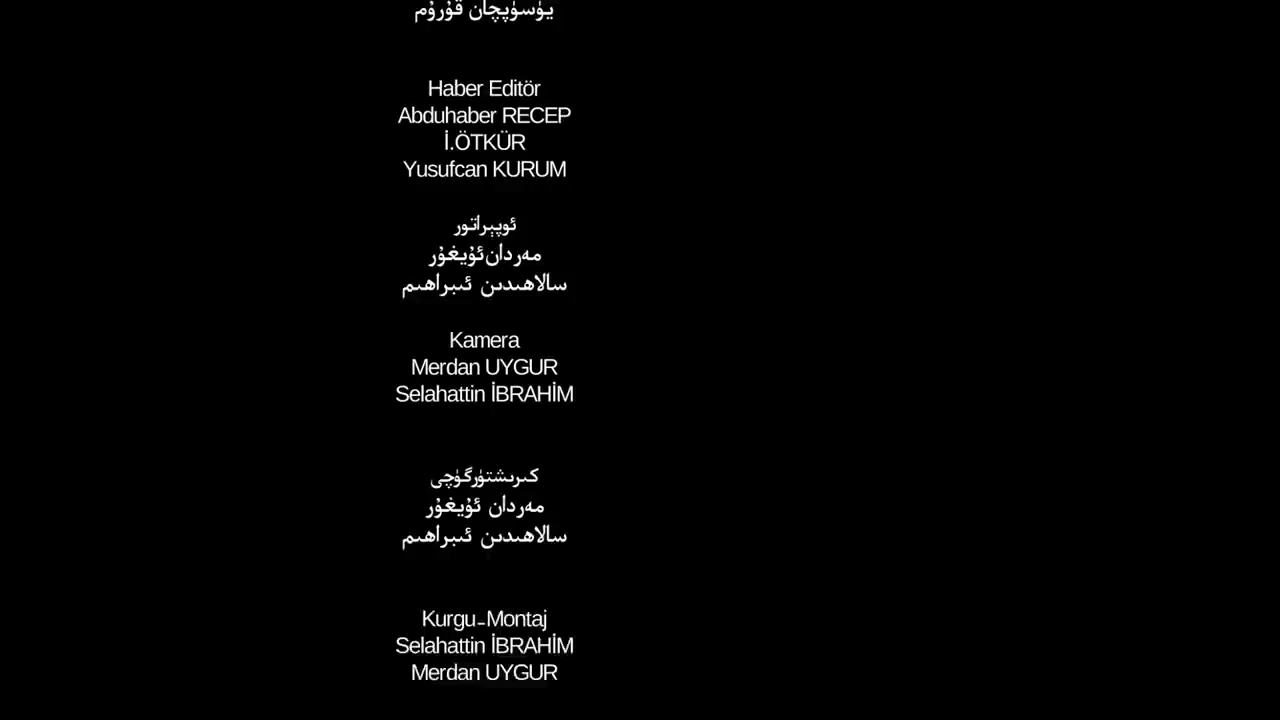 يۈسۈپچان قۇرۇم
Haber Editör
Abduhaber RECEP
İ.ÖTKÜR
Yusufcan KURUM
ئوپېراتور
مەردان ئۇيغۇر
سالاھىدىن ئىبراھىم
Kamera
Merdan UYGUR
Selahattin İBRAHİM
كىرىشتۈرگۈچى
مەردان ئۇيغۇر
سالاھىدىن ئىبراھىم
Kurgu-Montaj
Selahattin İBRAHİM
Merdan UYGUR